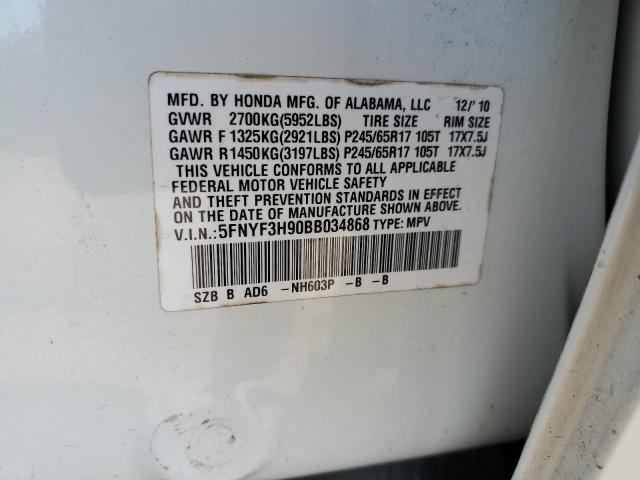 MFD. BY HONDA MFG. OF ALABAMA, LLC 12/'10
GVWR 2700KG(5952LBS) TIRE SIZE RIM SIZE
GAWR F 1325KG(2921LBS) P245/65R17 105T 17X7.5J
GAWR R1450KG(3197LBS) P245/65R17 105T 17X7.5J
THIS VEHICLE CONFORMS TO ALL APPLICABLE
FEDERAL MOTOR VEHICLE SAFETY
AND THEFT PREVENTION STANDARDS IN EFFECT
ON THE DATE OF MANUFACTURE SHOWN ABOVE.
V.I.N.:5FNYF3H90BB034868 TYPE: MPV
SZB B AD6 -NH603P -B -B